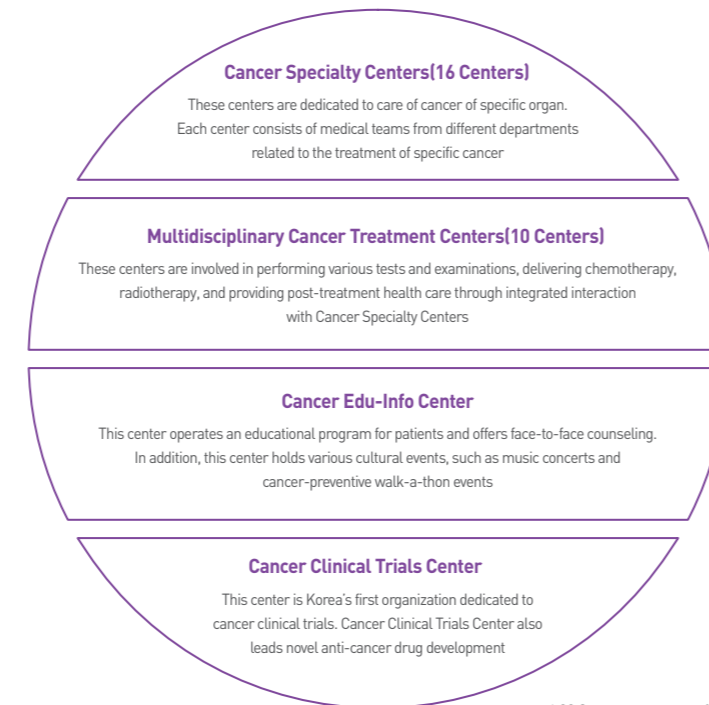 Cancer Specialty Centers(16 Centers)
These centers are dedicated to care of cancer of specific organ.
Each center consists of medical teams from different departments
related to the treatment of specific cancer
Multidisciplinary Cancer Treatment Centers(10 Centers)
These centers are involved in performing various tests and examinations, delivering chemotherapy,
radiotherapy, and providing post-treatment health care through integrated interaction
with Cancer Specialty Centers
Cancer Edu-Info Center
This center operates an educational program for patients and offers face-to-face counseling.
In addition, this center holds various cultural events, such as music concerts and
cancer-preventive walk-a-thon events
Cancer Clinical Trials Center
This center is Korea's first organization dedicated to
cancer clinical trials. Cancer Clinical Trials Center also
leads novel anti-cancer drug development